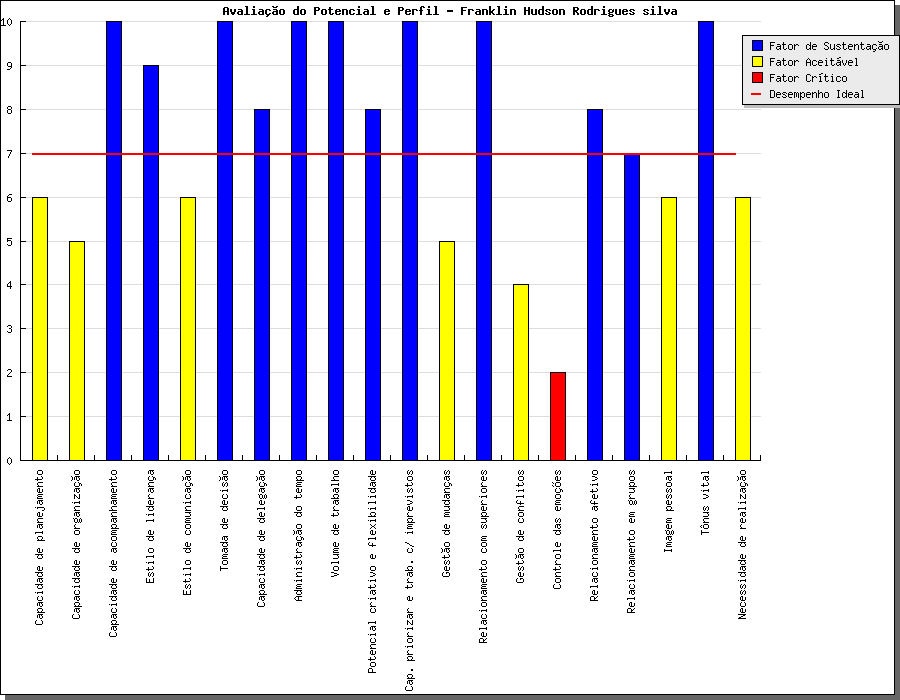 Avaliação do Potencial e Perfil - Franklin Hudson Rodrigues silva
Fator de Sustentação
Fator Aceitável
Fator Crítico
Desempenho Ideal
10
9
8
7
6
5
4
3
2
1
0
Capacidade de planejamento
Capacidade de organização
Capacidade de acompanhamento
Estilo de liderança
Estilo de comunicação
Tomada de decisão
Capacidade de delegação
Administração do tempo
Volume de trabalho
Potencial criativo e flexibilidade
Cap. priorizar e trab. c/ imprevistos
Gestão de mudanças
Relacionamento com superiores
Gestão de conflitos
Controle das emoções
Relacionamento afetivo
Relacionamento em grupos
Imagem pessoal
Tônus vital
Necessidade de realização